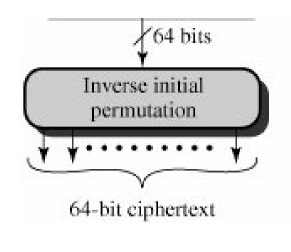 64 bits
Inverse initial
permutation
64-bit ciphertext